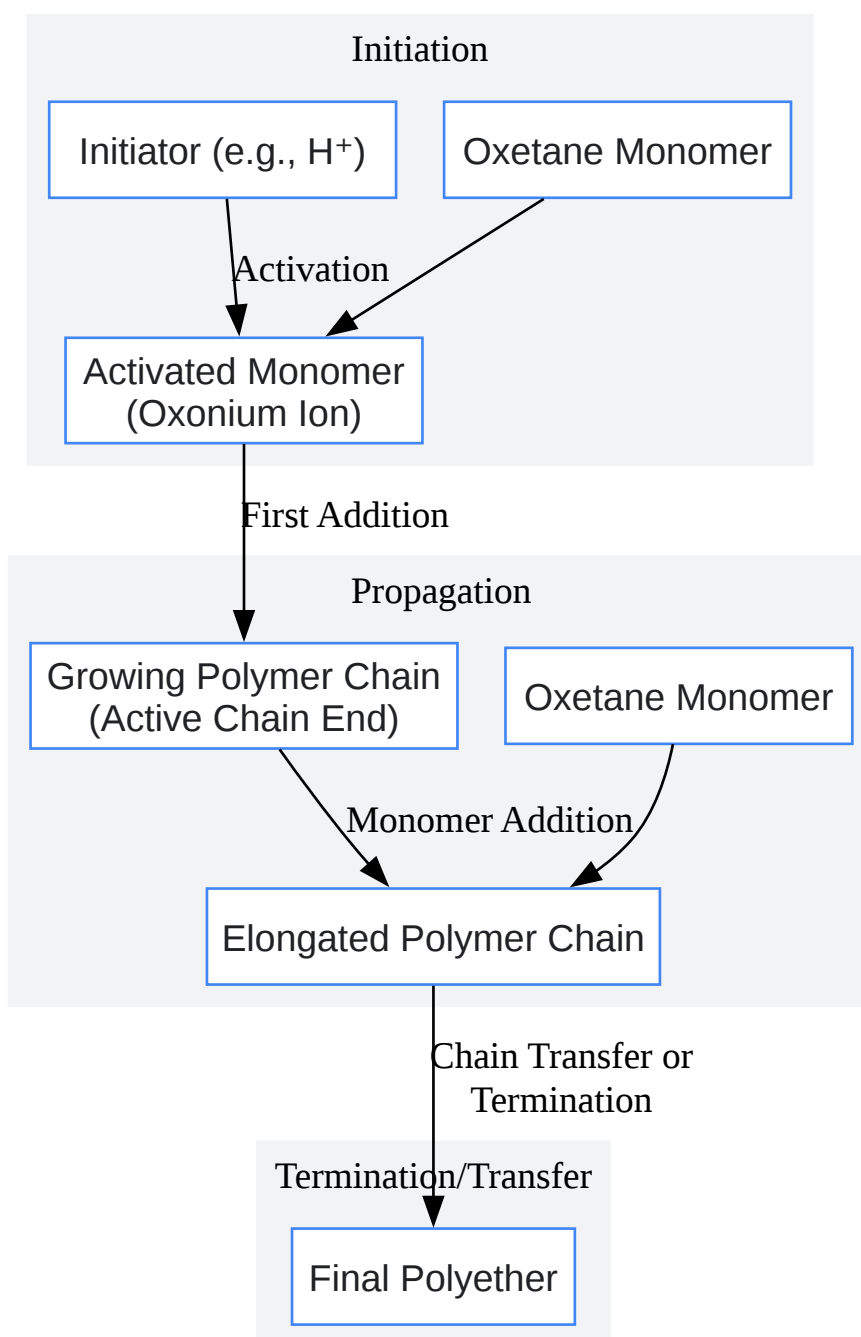 Initiation
Initiator (e.g., H⁺)
Oxetane Monomer
Activation
Activated Monomer
(Oxonium Ion)
First Addition
Propagation
Growing Polymer Chain
(Active Chain End)
Oxetane Monomer
Monomer Addition
Elongated Polymer Chain
Chain Transfer or
Termination
Termination/Transfer
Final Polyether